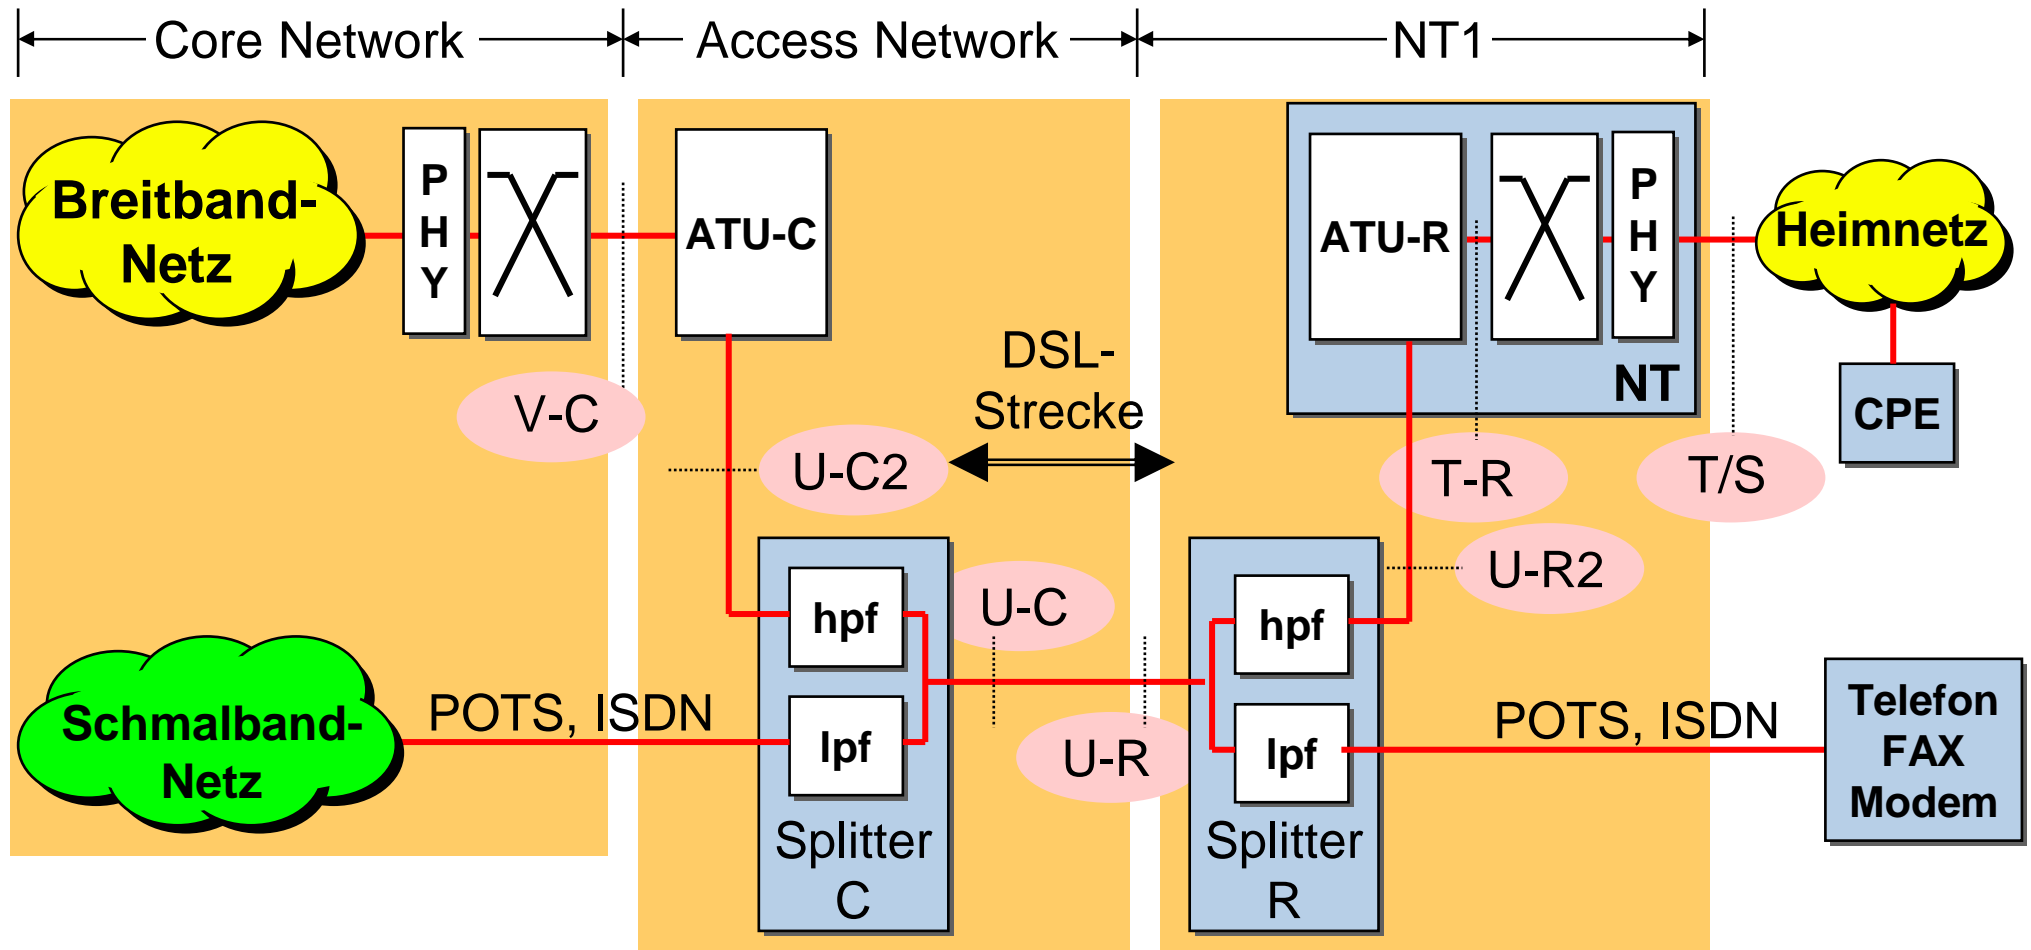 Core Network
Access Network
NT1
Breitband-
Netz
P
H
Y
ATU-C
ATU-R
P
H
Y
NT
Heimnetz
CPE
V-C
U-C2
DSL-
Strecke
T-R
T/S
U-R2
hpf
U-C
hpf
Schmalband-
Netz
POTS, ISDN
lpf
U-R
lpf
POTS, ISDN
Telefon
FAX
Modem
Splitter
C
Splitter
R